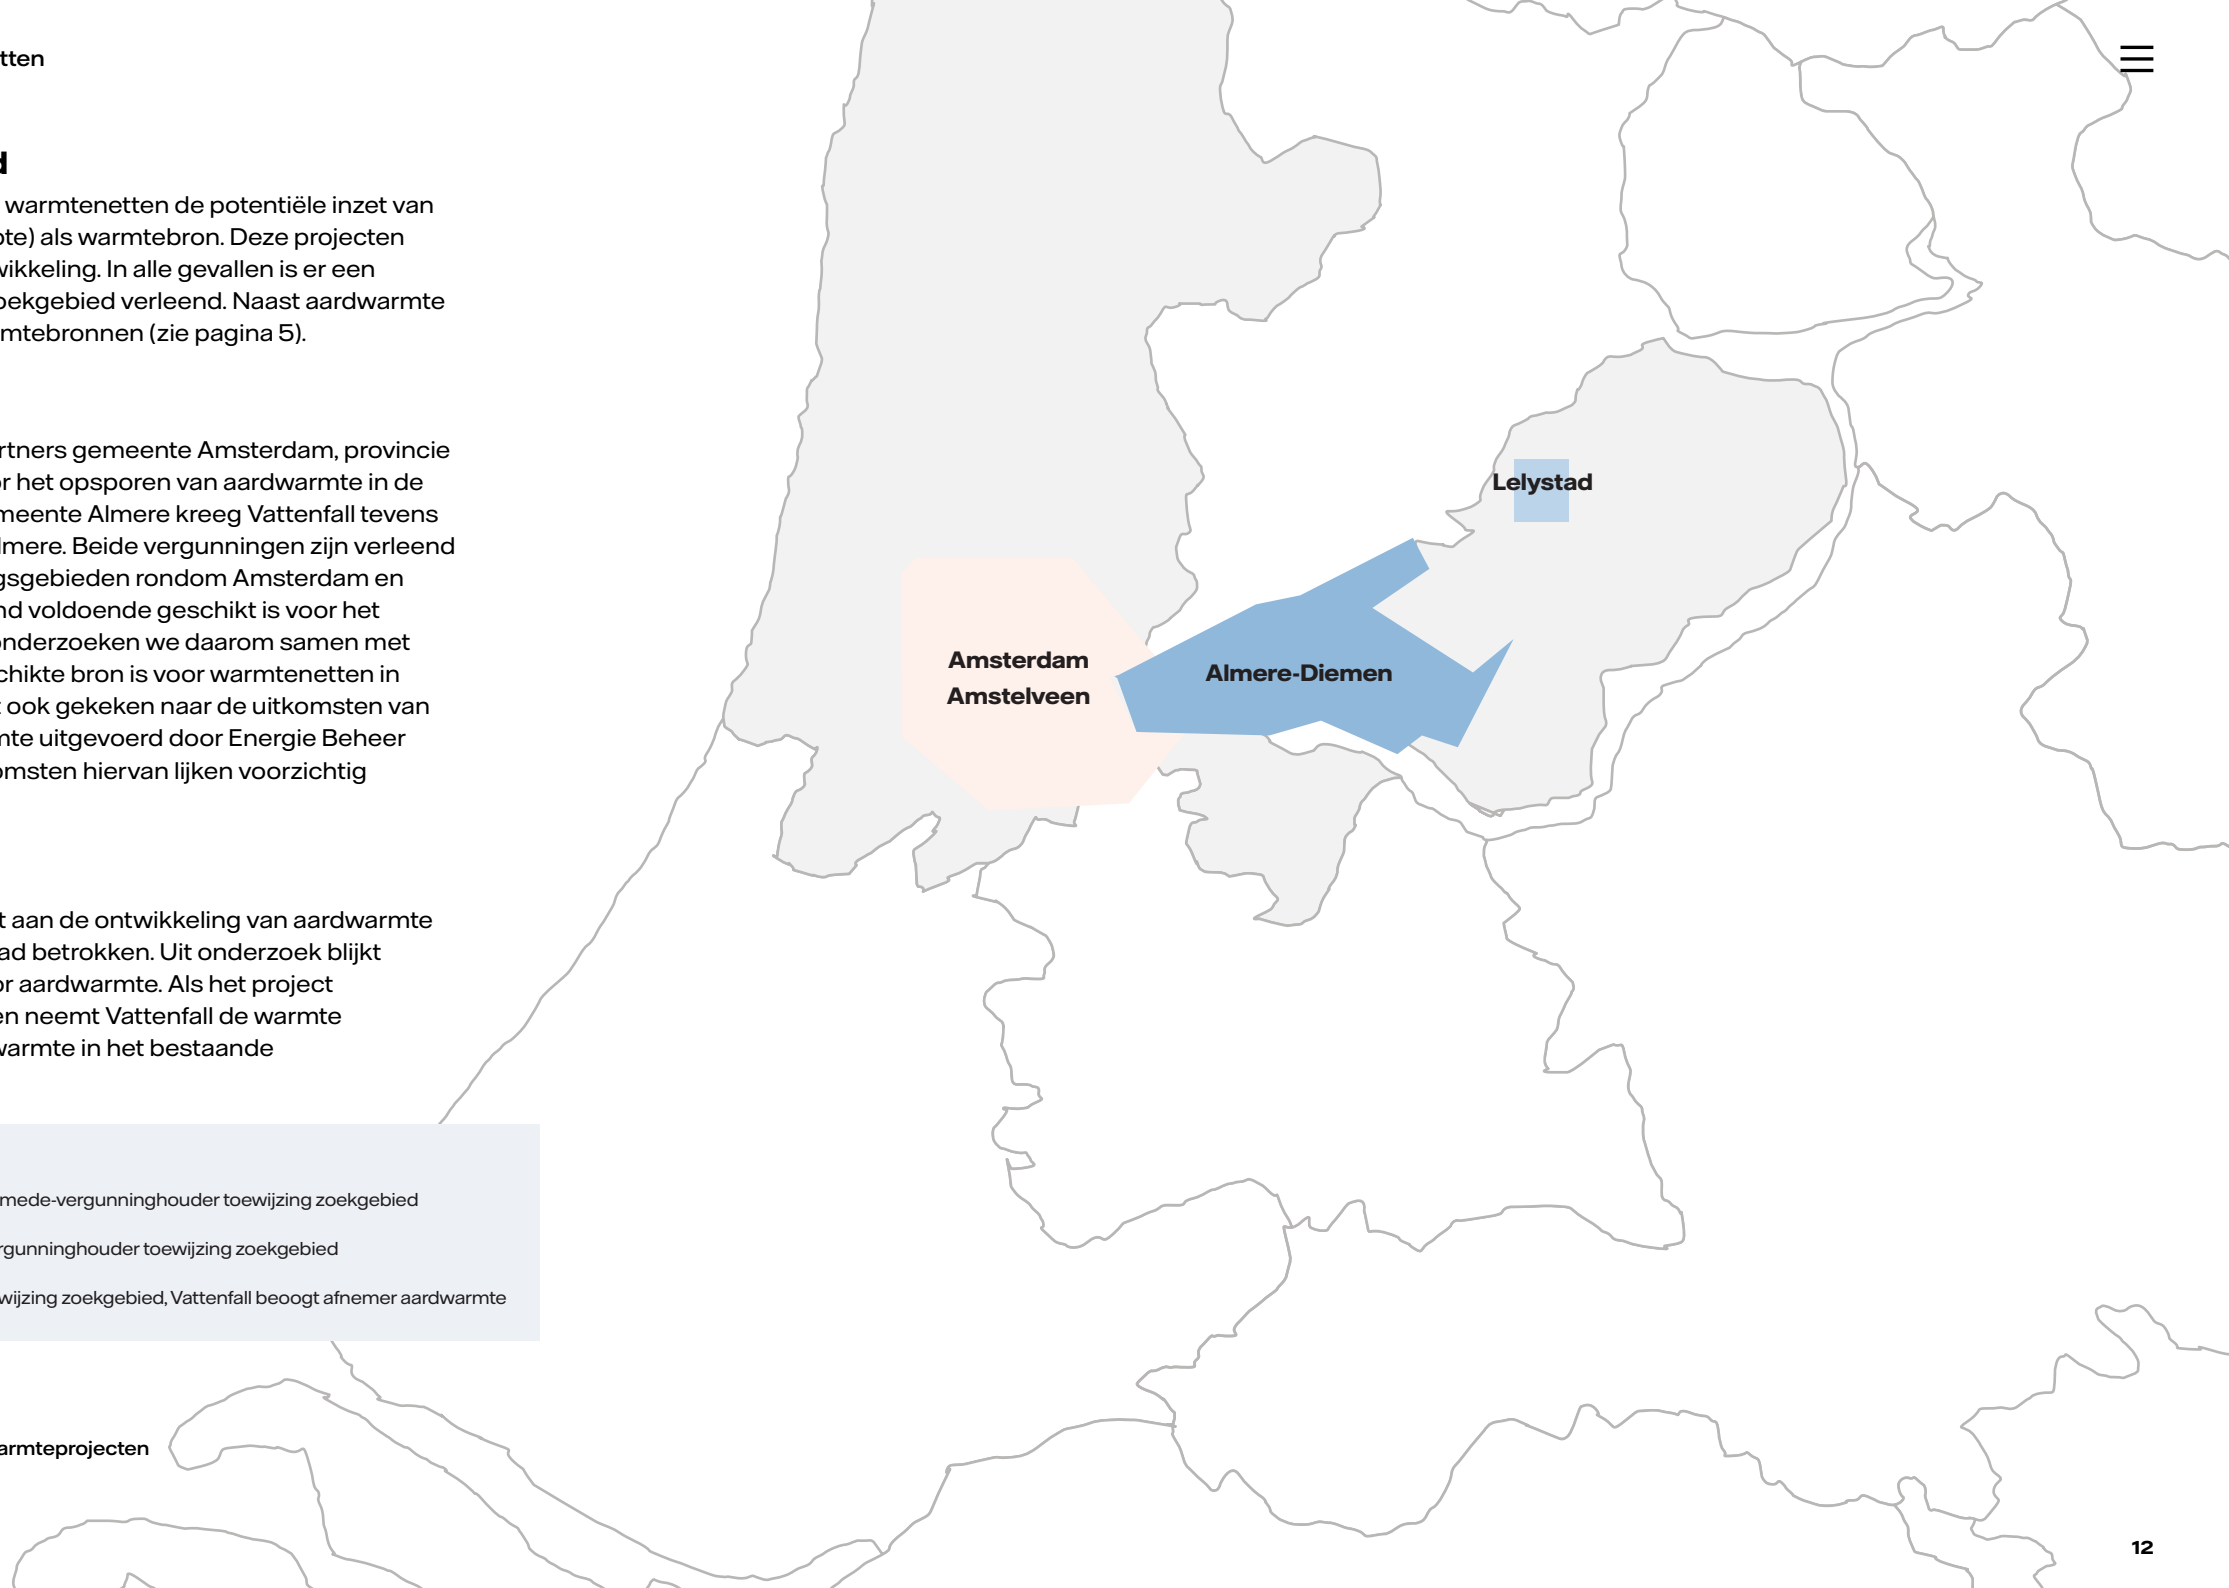 tten
d
warmtenetten de potentiële inzet van
pte) als warmtebron. Deze projecten
wikkeling. In alle gevallen is er een
oekgebied verleend. Naast aardwarmte
mtebronnen (zie pagina 5).
rtners gemeente Amsterdam, provincie
r het opsporen van aardwarmte in de
meente Almere kreeg Vattenfall tevens
lmere. Beide vergunningen zijn verleend
gsgebieden rondom Amsterdam en
nd voldoende geschikt is voor het
onderzoeken we daarom samen met
chikte bron is voor warmtenetten in
t ook gekeken naar de uitkomsten van
mte uitgevoerd door Energie Beheer
omsten hiervan lijken voorzichtig
t aan de ontwikkeling van aardwarmte
ad betrokken. Uit onderzoek blijkt
or aardwarmte. Als het project
en neemt Vattenfall de warmte
warmte in het bestaande
mede-vergunninghouder toewijzing zoekgebied
rgunninghouder toewijzing zoekgebied
wijzing zoekgebied, Vattenfall beoogt afnemer aardwarmte
armteprojecten
Lelystad
Amsterdam
Amstelveen
Almere-Diemen
12